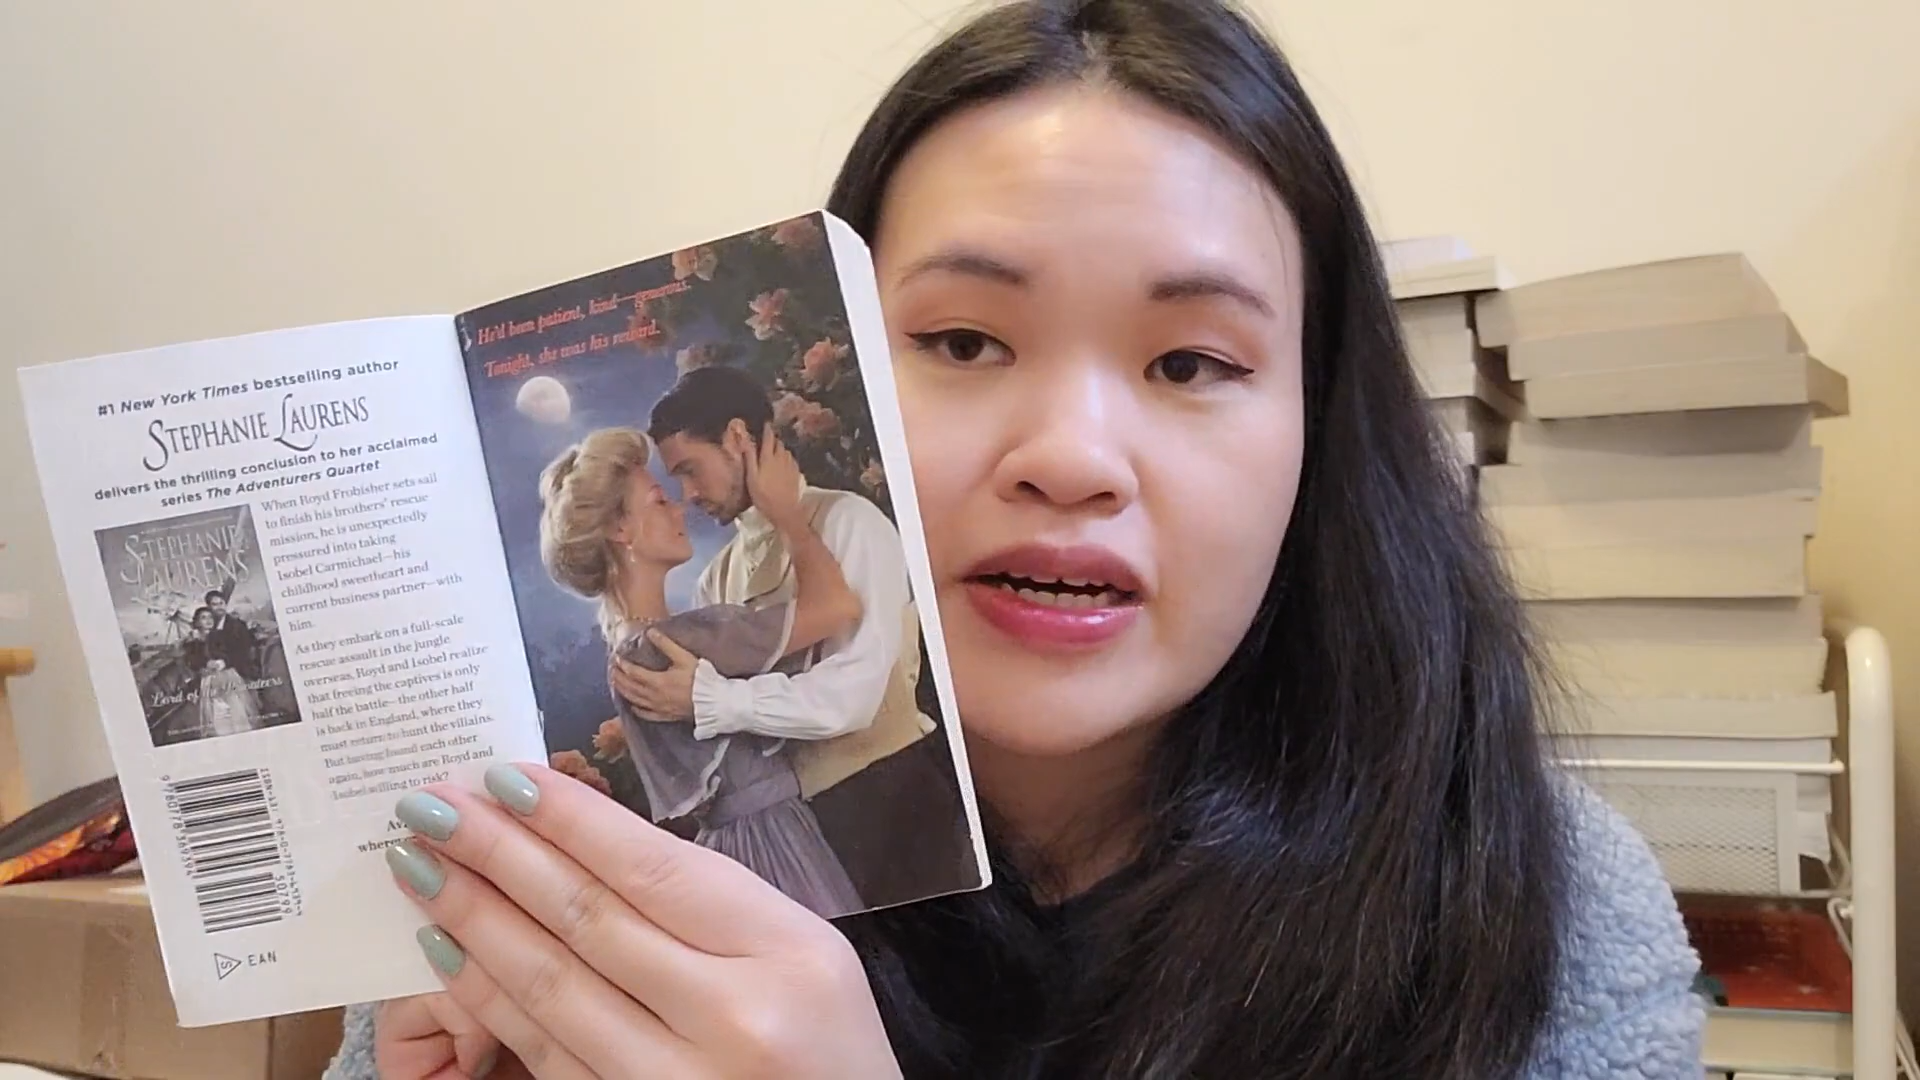 #1 New York Times bestselling author
STEPHANIE LAURENS
delivers the thrilling conclusion to her acclaimed
series The Adventurers Quartet
When Royd Frobisher sets sail
to finish his brothers' rescue
mission, he is unexpectedly
pressured into taking
Isobel Carmichael—his
childhood sweetheart and
current business partner—with
him.
As they embark on a full-scale
rescue assault in the jungle
overseas, Royd and Isobel realize
that freeing the captives is only
half the battle—the other half
is back in England, where they
must return to hunt the villains.
But having found each other
again, how much are Royd and
Isobel willing to risk?
STEPHANIE
LAURENS
Lord of the Privateers
EAN
He'd been patient, kind—generous.
Tonight, she was his reward.